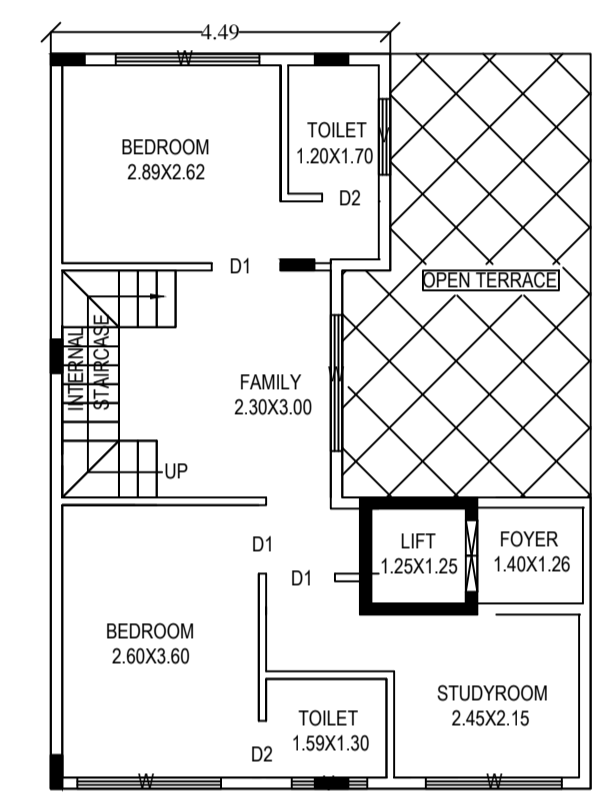 4.49
W
BEDROOM
2.89X2.62
TOILET
1.20X1.70
W
D2
D1
OPEN TERRACE
INTERNAL
STAIRCASE
FAMILY
2.30X3.00
W
UP
D1
D1
LIFT
1.25X1.25
FOYER
1.40X1.26
BEDROOM
2.60X3.60
STUDYROOM
2.45X2.15
TOILET
1.59X1.30
D2
W
W
W